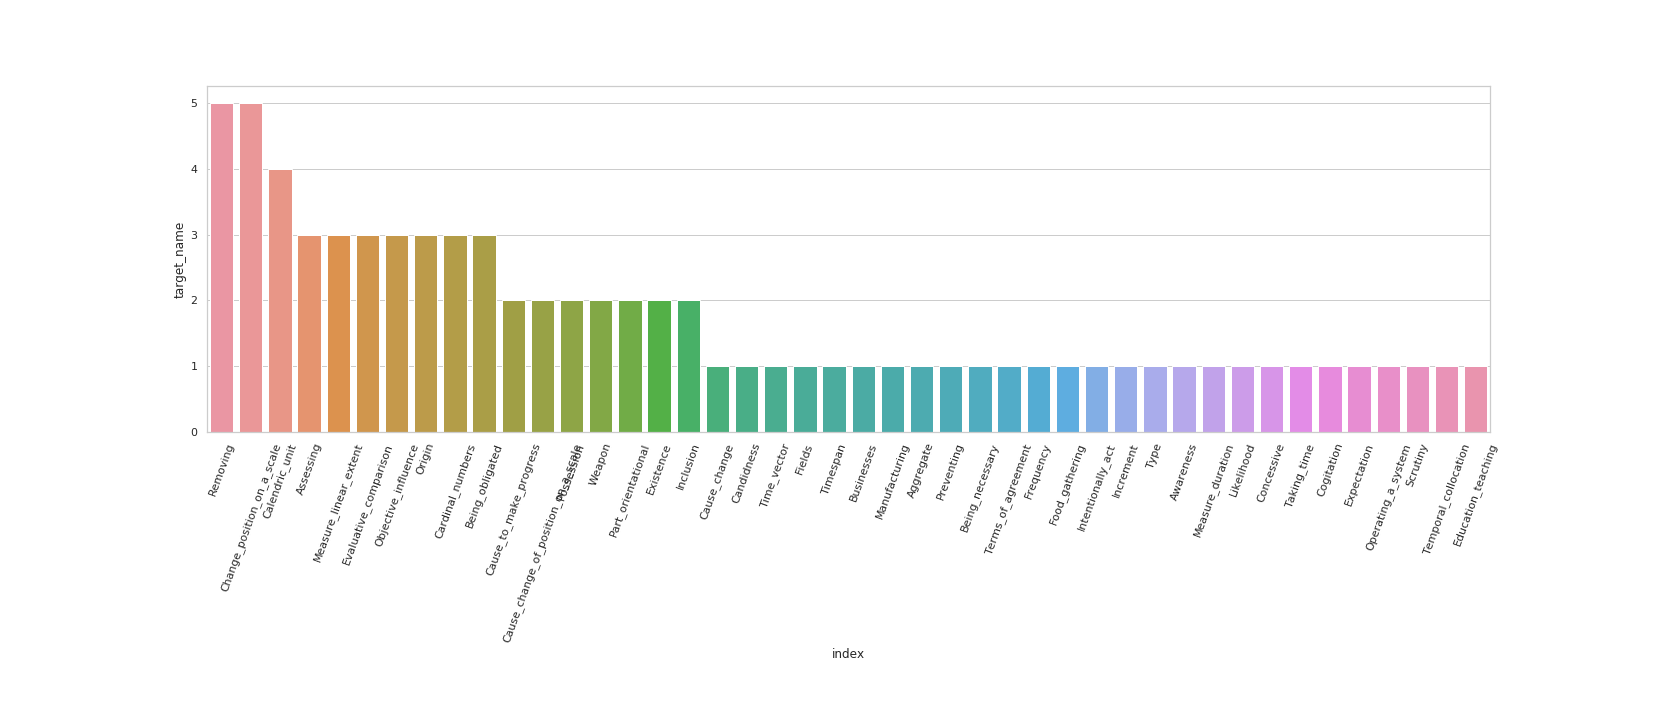 5
4
3
2
1
0
target_name
Removing
Change_position_on_a_scale
Calendric_unit
Assessing
Measure_linear_extent
Evaluative_comparison
Objective_influence
Origin
Cardinal_numbers
Being_obligated
Cause_to_make_progress
Cause_change_of_position_on_a_scale
Possession
Weapon
Part_orientational
Existence
Inclusion
Cause_change
Candidness
Time_vector
Fields
Timespan
Businesses
Manufacturing
Aggregate
Preventing
Being_necessary
Terms_of_agreement
Frequency
Food_gathering
Intentionally_act
Increment
Type
Awareness
Measure_duration
Likelihood
Concessive
Taking_time
Cogitation
Expectation
Operating_a_system
Scrutiny
Temporal_collocation
Education_teaching
index